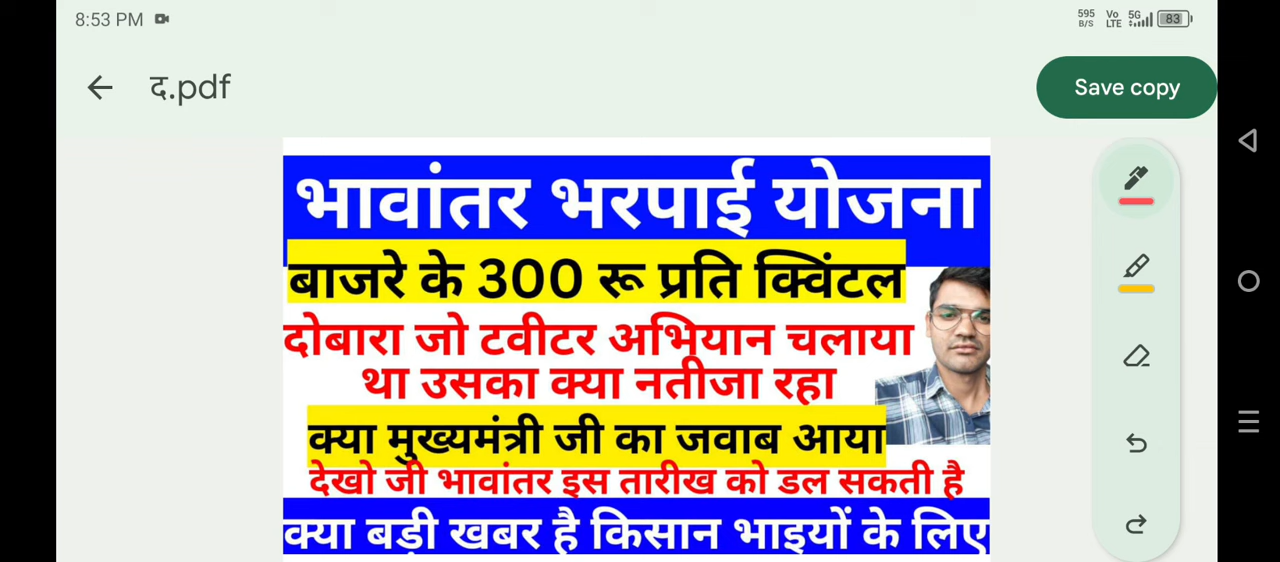 8:53 PM
595 B/S Vo LTE 5G 83
द.pdf
Save copy
भावांतर भरपाई योजना
बाजरे के 300 रू प्रति क्विंटल
दोबारा जो टवीटर अभियान चलाया
था उसका क्या नतीजा रहा
क्या मुख्यमंत्री जी का जवाब आया
देखो जी भावांतर इस तारीख को डल सकती है
क्या बड़ी खबर है किसान भाइयों के लिए